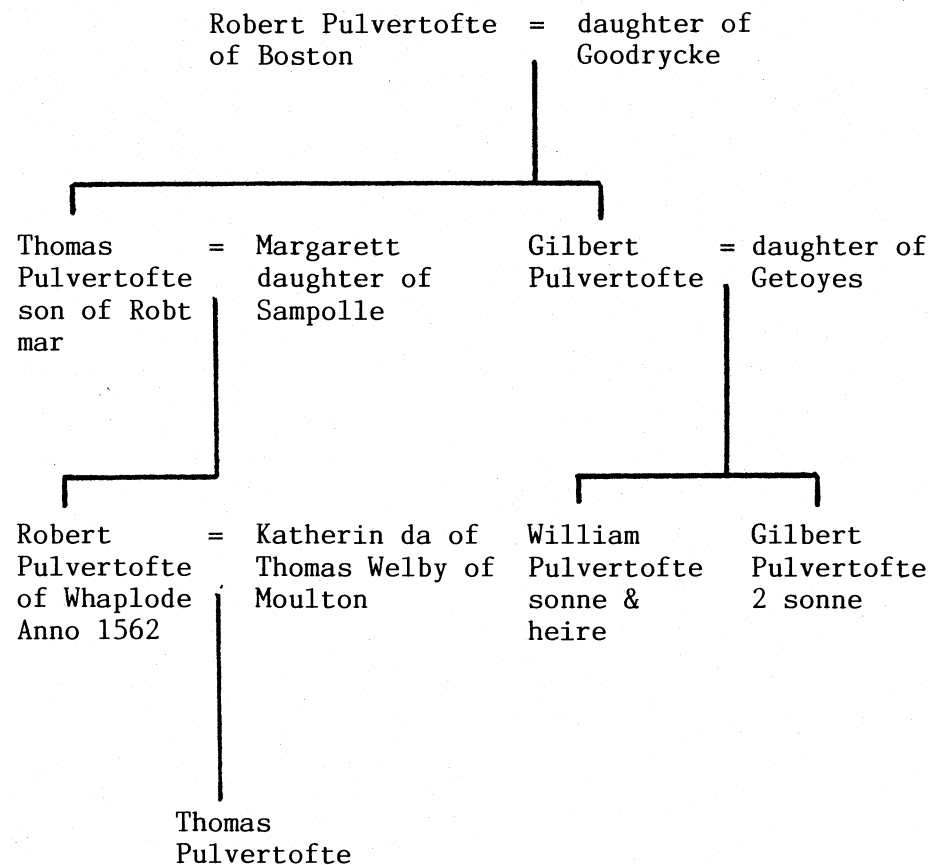 Robert Pulvertofte = daughter of
of Boston Goodrycke
Thomas = Margarett
Pulvertofte daughter of
son of Robt Sampolle
mar
Gilbert = daughter of
Pulvertofte Getoyes
Robert = Katherin da of
Pulvertofte Thomas Welby of
of Whaplode Moulton
Anno 1562
William
Pulvertofte
sonne &
heire
Gilbert
Pulvertofte
2 sonne
Thomas
Pulvertofte